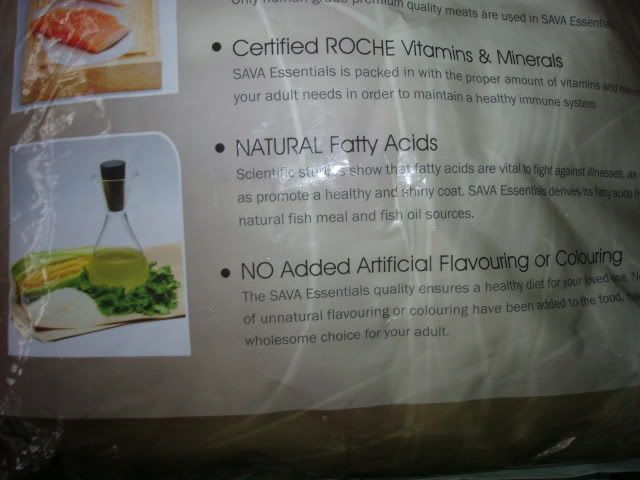 Only human grade premium quality meats are used in SAVA Essentials
• Certified ROCHE Vitamins & Minerals
SAVA Essentials is packed in with the proper amount of vitamins and
your adult needs in order to maintain a healthy immune system
• NATURAL Fatty Acids
Scientific studies show that fatty acids are vital to fight against illnesses, as
as promote a healthy and shiny coat. SAVA Essentials derives its fatty acids
natural fish meal and fish oil sources.
• NO Added Artificial Flavouring or Colouring
The SAVA Essentials quality ensures a healthy diet for your loved one.
of unnatural flavouring or colouring have been added to the food,
wholesome choice for your adult.